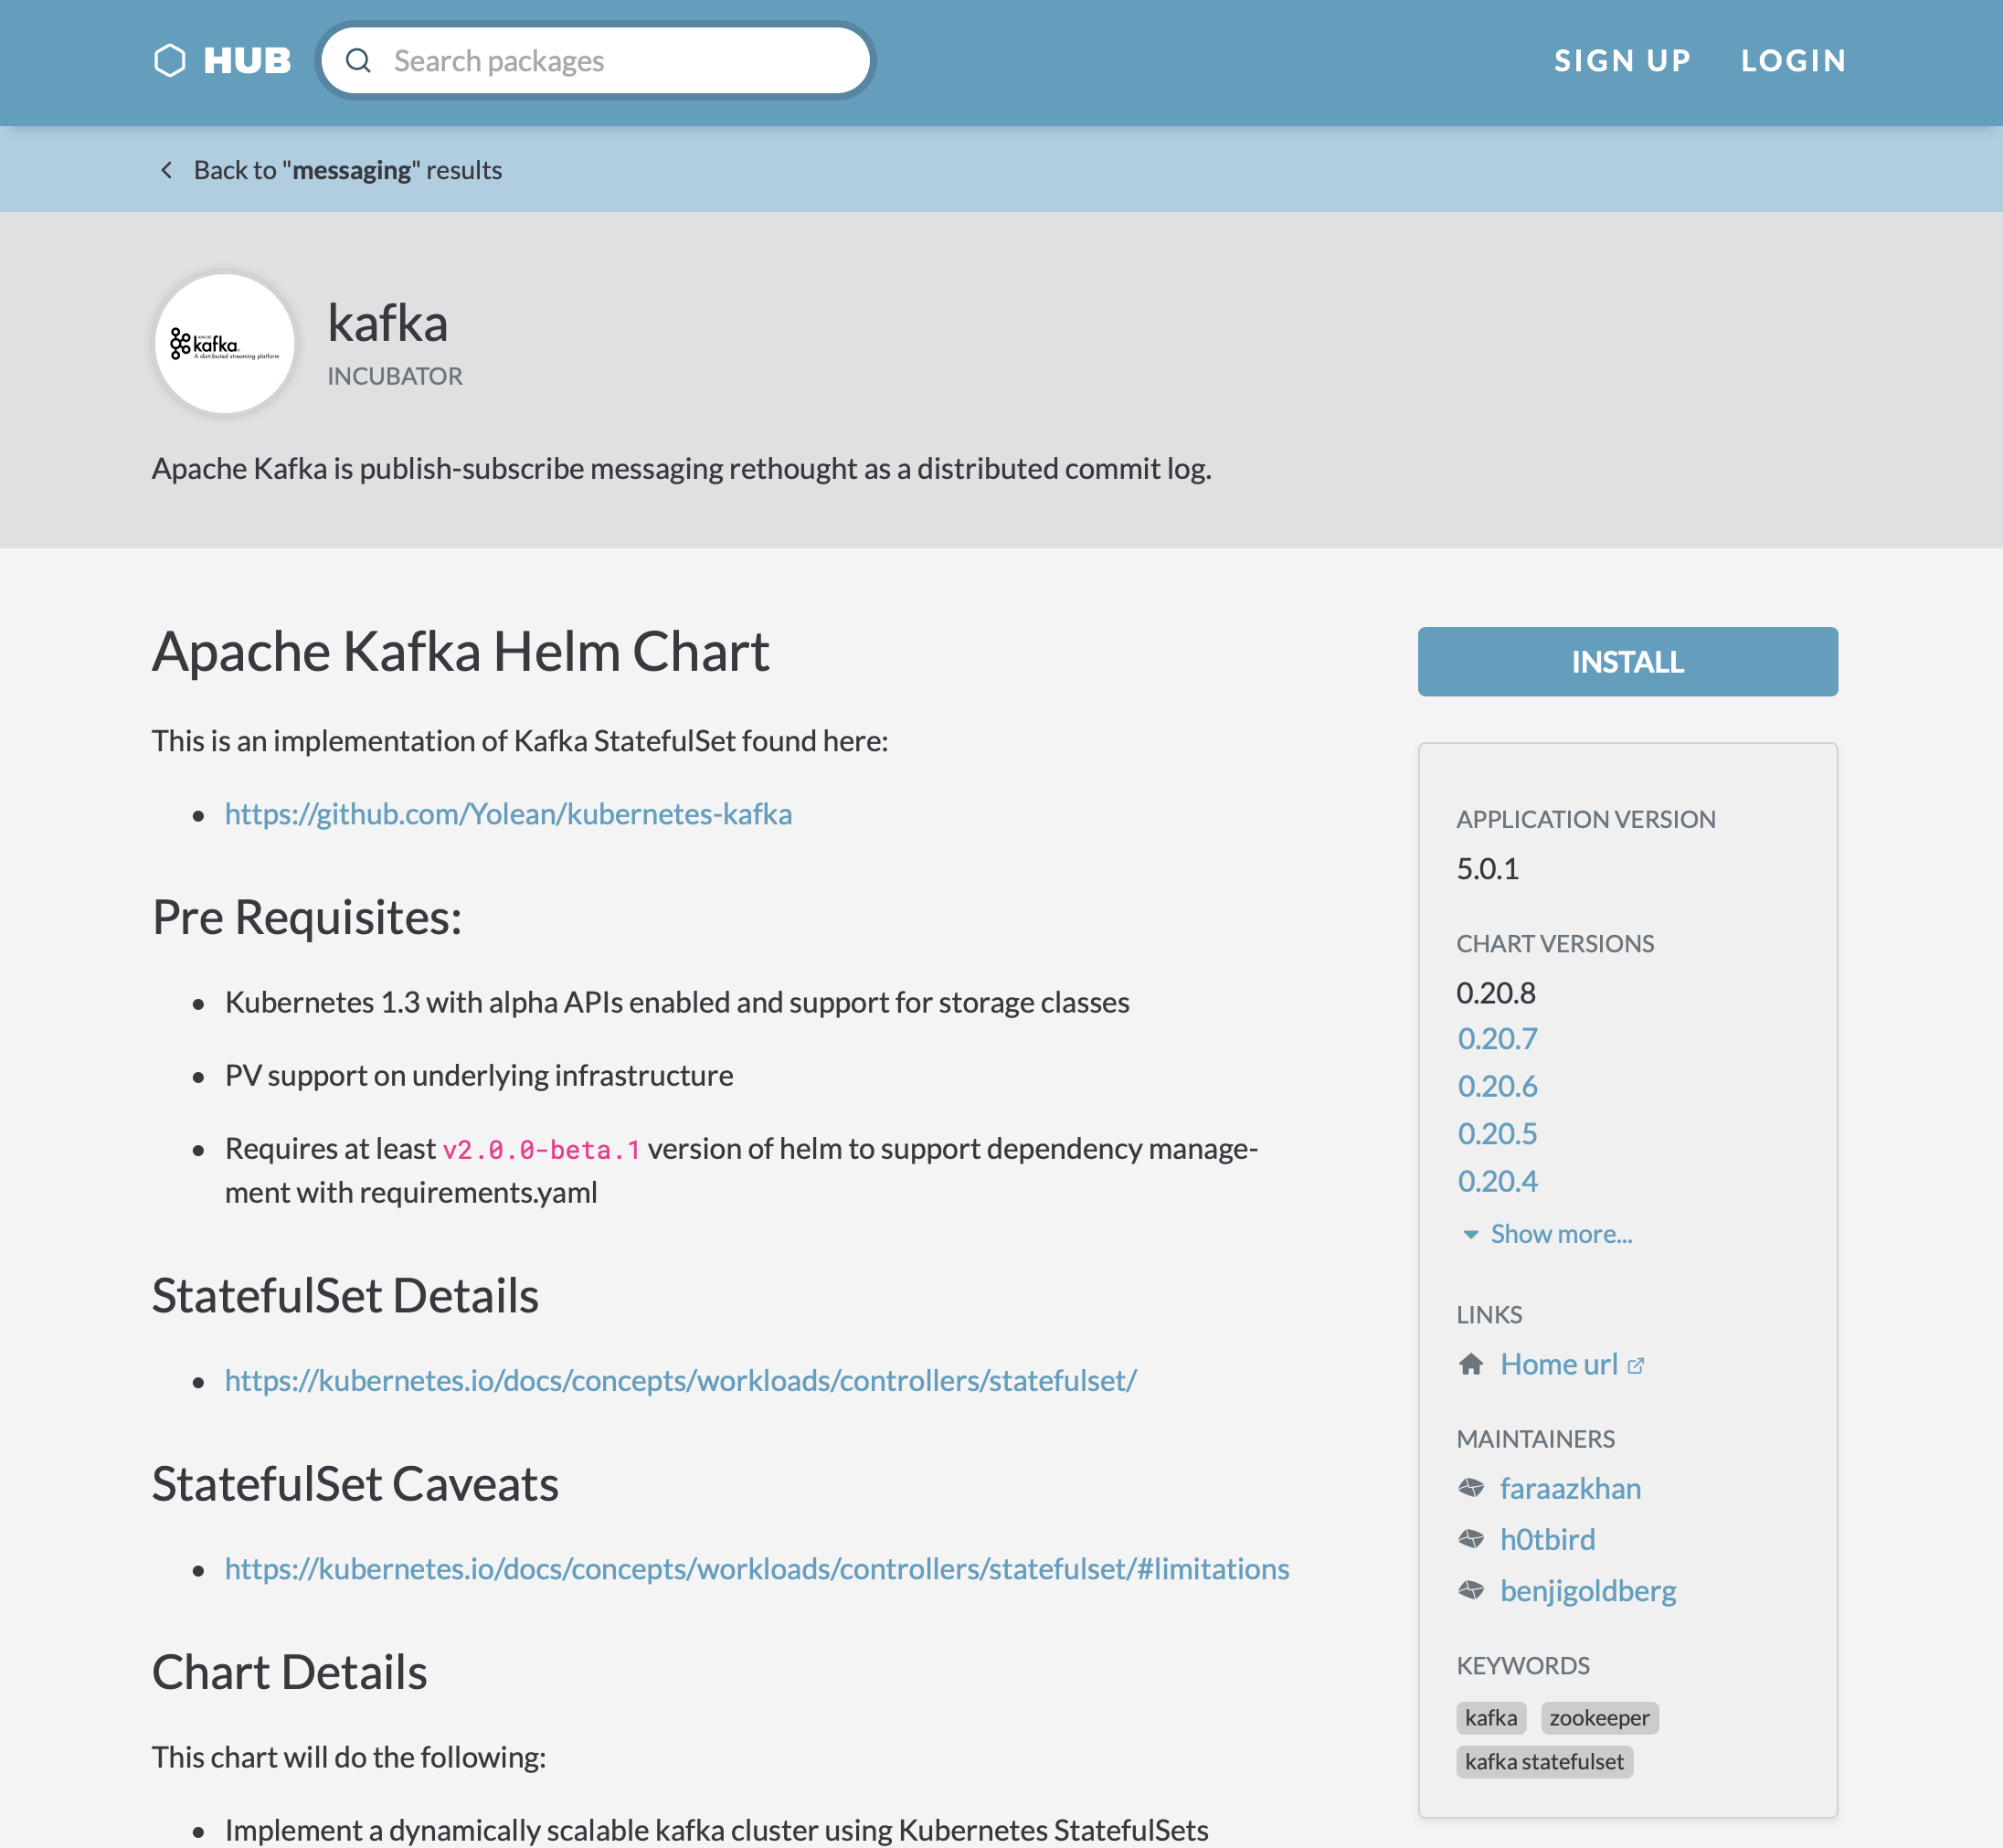 HUB
Search packages
SIGN UP
LOGIN
Back to "messaging" results
kafka
A distributed streaming platform
kafka
INCUBATOR
Apache Kafka is publish-subscribe messaging rethought as a distributed commit log.
Apache Kafka Helm Chart
This is an implementation of Kafka StatefulSet found here:
https://github.com/Yolean/kubernetes-kafka
Pre Requisites:
Kubernetes 1.3 with alpha APIs enabled and support for storage classes
PV support on underlying infrastructure
Requires at least v2.0.0-beta.1 version of helm to support dependency manage-
ment with requirements.yaml
StatefulSet Details
https://kubernetes.io/docs/concepts/workloads/controllers/statefulset/
StatefulSet Caveats
https://kubernetes.io/docs/concepts/workloads/controllers/statefulset/#limitations
Chart Details
This chart will do the following:
Implement a dynamically scalable kafka cluster using Kubernetes StatefulSets
INSTALL
APPLICATION VERSION
5.0.1
CHART VERSIONS
0.20.8
0.20.7
0.20.6
0.20.5
0.20.4
Show more...
LINKS
Home url
MAINTAINERS
faraazkhan
h0tbird
benjigoldberg
KEYWORDS
kafka zookeeper
kafka statefulset